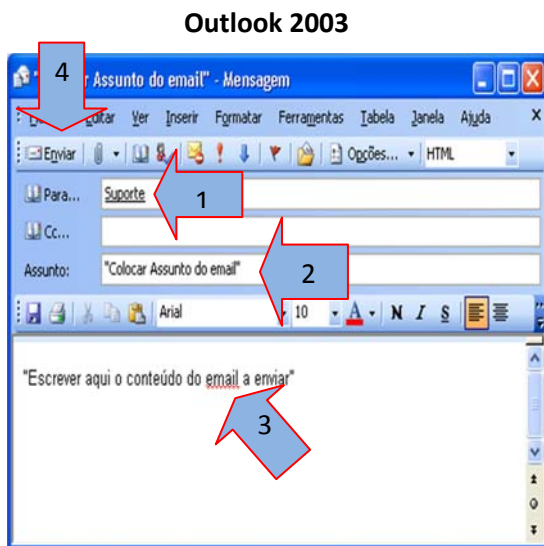 Outlook 2003
4
Assunto do email" - Mensagem
Ver Inserir Formatar Ferramentas Tabela Janela Ajuda
Enviar Opções... HTML
Para... Suporte
1
Cc...
Assunto: "Colocar Assunto do email"
2
Arial 10 A N I S
"Escrever aqui o conteúdo do email a enviar"
3